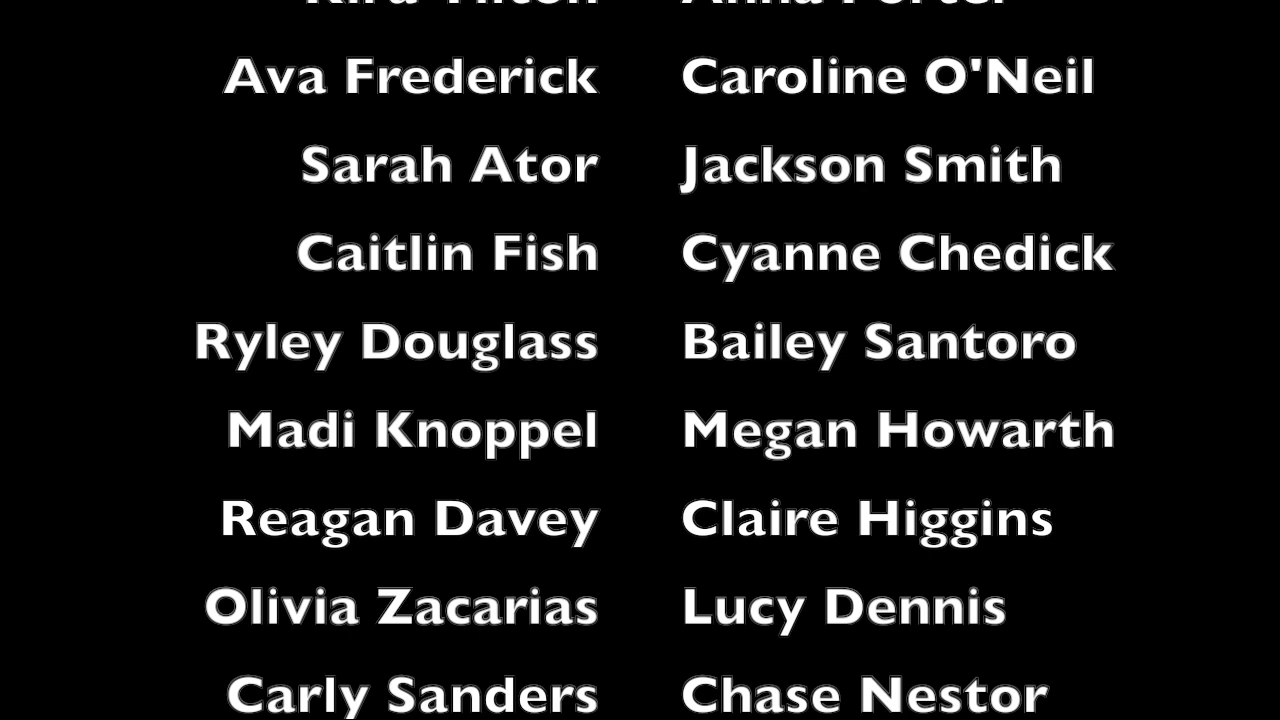 Ava Frederick Caroline O'Neil
Sarah Ator Jackson Smith
Caitlin Fish Cyanne Chedick
Ryley Douglass Bailey Santoro
Madi Knoppel Megan Howarth
Reagan Davey Claire Higgins
Olivia Zacarias Lucy Dennis
Carly Sanders Chase Nestor